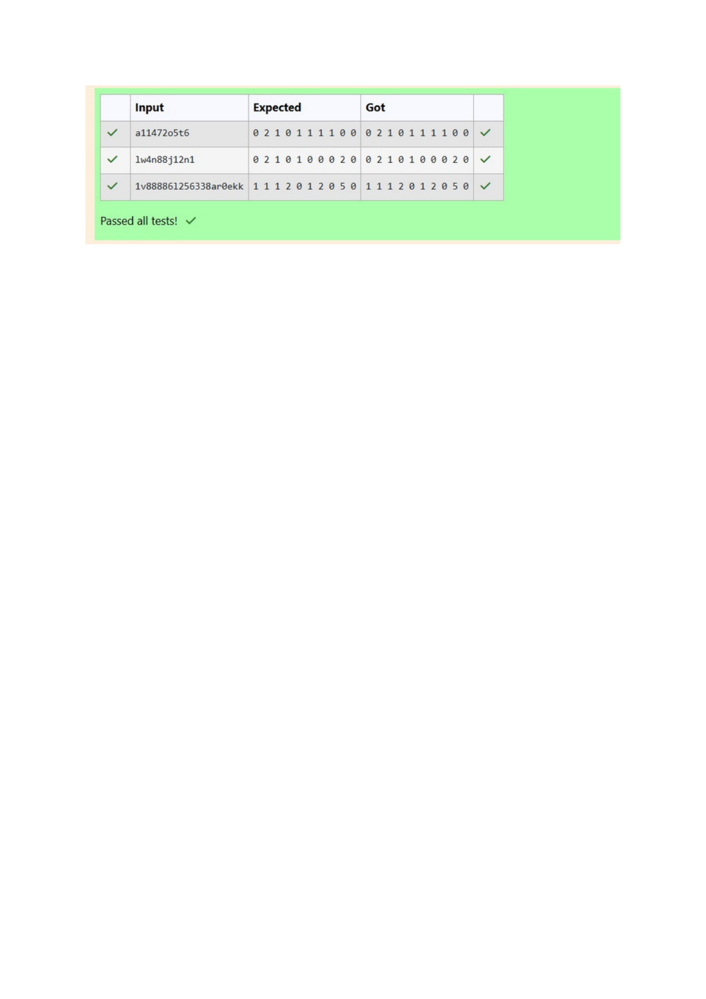 Input Expected Got
a11472o5t6 0 2 1 0 1 1 1 1 0 0 0 2 1 0 1 1 1 1 0 0
lw4n88j12n1 0 2 1 0 1 0 0 0 2 0 0 2 1 0 1 0 0 0 2 0
1v888861256338ar0ekk 1 1 1 2 0 1 2 0 5 0 1 1 1 2 0 1 2 0 5 0
Passed all tests!